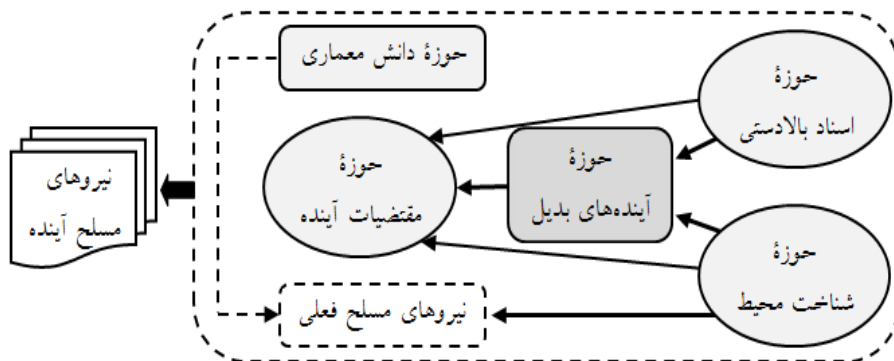 حوزهٔ
اسناد بالادستی
حوزهٔ دانش معماری
حوزهٔ
آینده‌های بدیل
حوزهٔ
مقتضیات آینده
نیروهای
مسلح آینده
حوزهٔ
شناخت محیط
نیروهای مسلح فعلی